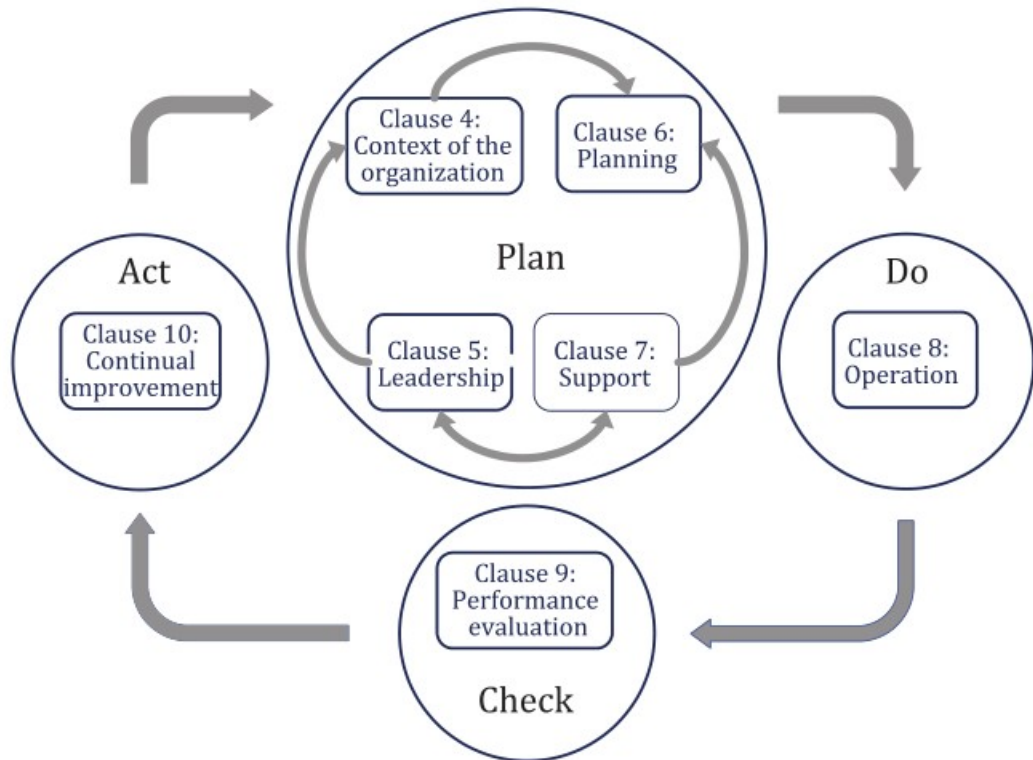 Clause 4:
Context of the
organization
Clause 6:
Planning
Plan
Clause 5:
Leadership
Clause 7:
Support
Do
Clause 8:
Operation
Clause 9:
Performance
evaluation
Check
Act
Clause 10:
Continual
improvement